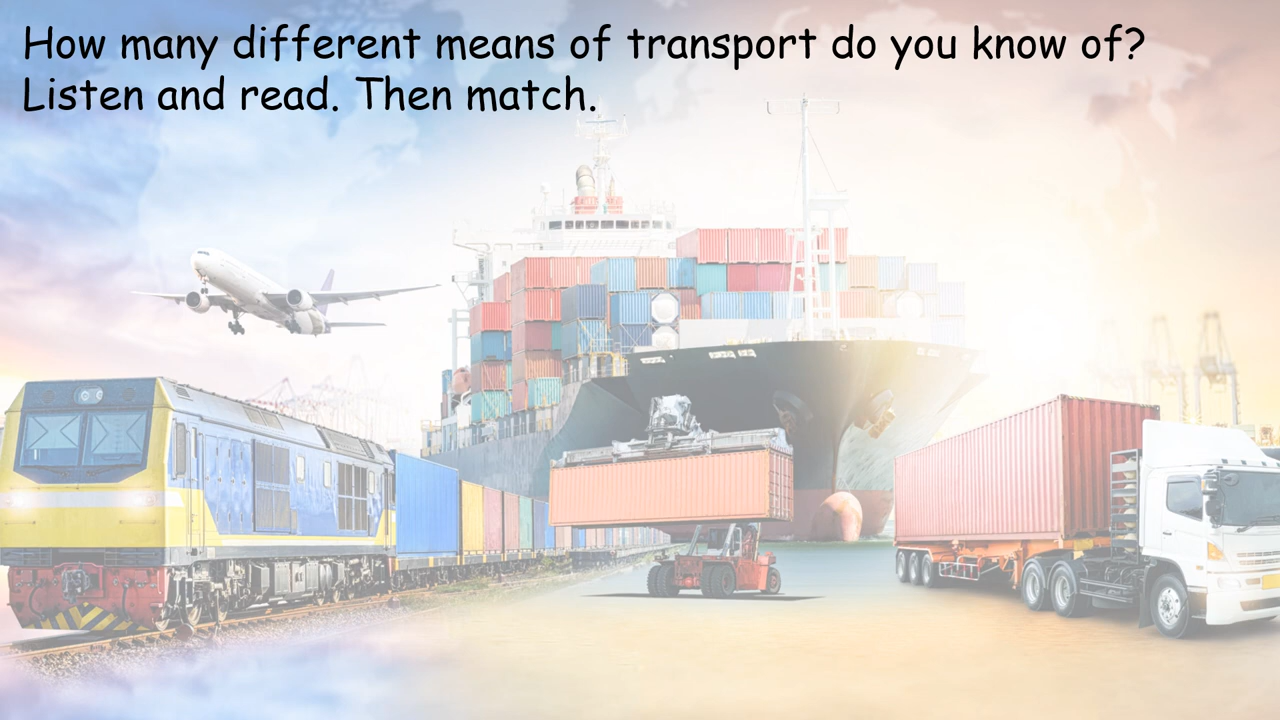 How many different means of transport do you know of?
Listen and read. Then match.